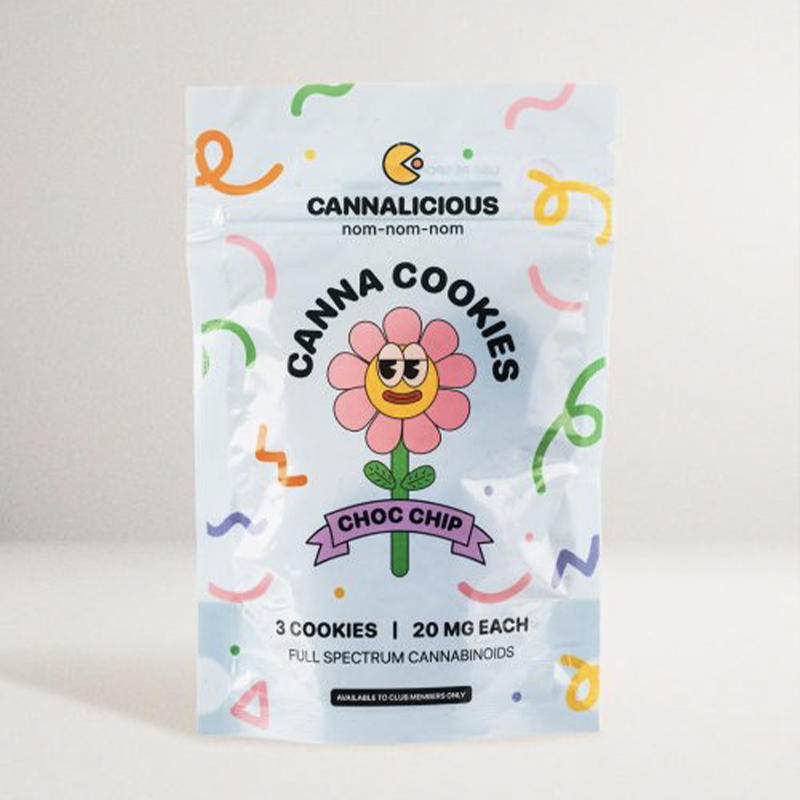 CANNALICIOUS
nom-nom-nom
CANNA COOKIES
CHOC CHIP
3 COOKIES | 20 MG EACH
FULL SPECTRUM CANNABINOIDS
AVAILABLE TO CLUB MEMBERS ONLY